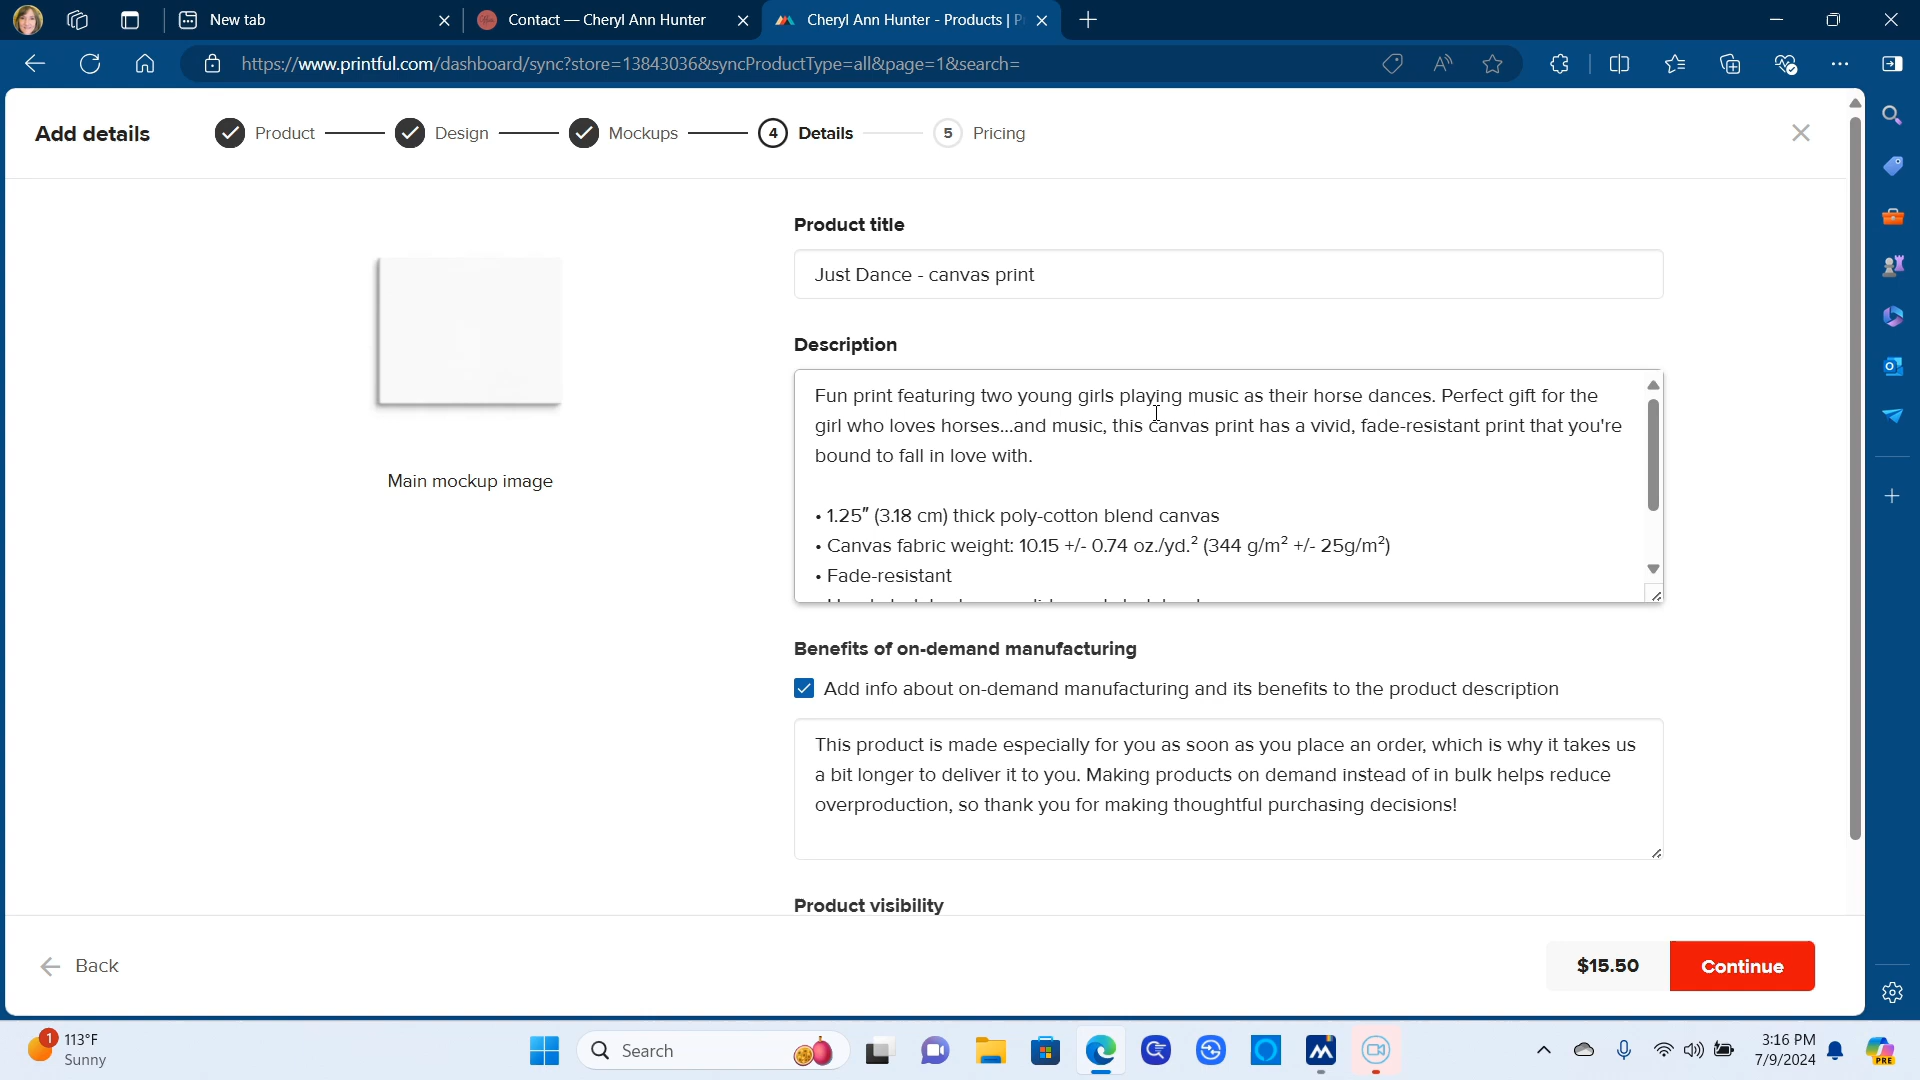 New tab
Contact — Cheryl Ann Hunter
Cheryl Ann Hunter - Products | P
https://www.printful.com/dashboard/sync?store=13843036&syncProductType=all&page=1&search=
Add details
Product
Design
Mockups
4 Details
5 Pricing
Product title
Just Dance - canvas print
Description
Fun print featuring two young girls playing music as their horse dances. Perfect gift for the
girl who loves horses...and music, this canvas print has a vivid, fade-resistant print that you're
bound to fall in love with.
• 1.25″ (3.18 cm) thick poly-cotton blend canvas
• Canvas fabric weight: 10.15 +/- 0.74 oz./yd.² (344 g/m² +/- 25g/m²)
• Fade-resistant
Main mockup image
Benefits of on-demand manufacturing
Add info about on-demand manufacturing and its benefits to the product description
This product is made especially for you as soon as you place an order, which is why it takes us
a bit longer to deliver it to you. Making products on demand instead of in bulk helps reduce
overproduction, so thank you for making thoughtful purchasing decisions!
Product visibility
Back
$15.50
Continue
1
113°F
Sunny
Search
3:16 PM
7/9/2024
PRE